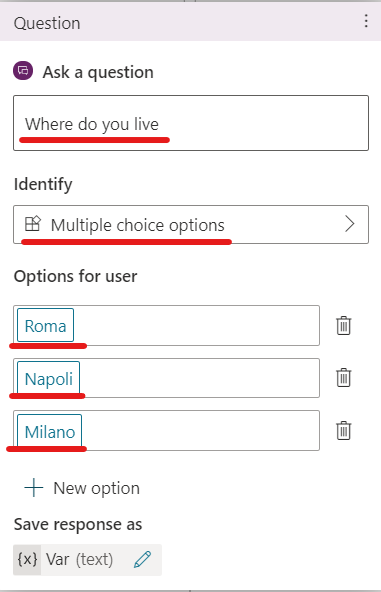 Question
Ask a question
Where do you live
Identify
Multiple choice options
Options for user
Roma
Napoli
Milano
New option
Save response as
{x} Var (text)